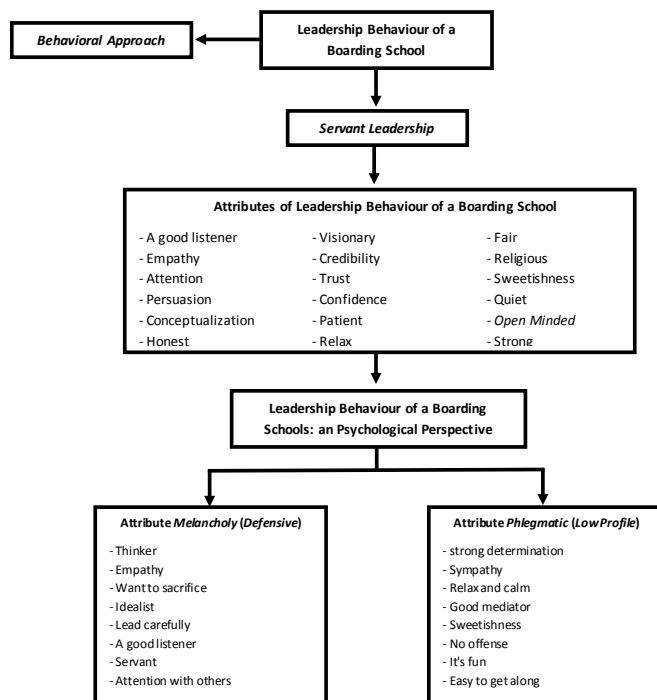 Leadership Behaviour of a
Boarding School
Behavioral Approach
Servant Leadership
Attributes of Leadership Behaviour of a Boarding School
- A good listener
- Empathy
- Attention
- Persuasion
- Conceptualization
- Honest
- Visionary
- Credibility
- Trust
- Confidence
- Patient
- Relax
- Fair
- Religious
- Sweetishness
- Quiet
- Open Minded
- Strong
Leadership Behaviour of a Boarding
Schools: an Psychological Perspective
Attribute Melancholy (Defensive)
- Thinker
- Empathy
- Want to sacrifice
- Idealist
- Lead carefully
- A good listener
- Servant
- Attention with others
Attribute Phlegmatic (Low Profile)
- strong determination
- Sympathy
- Relax and calm
- Good mediator
- Sweetishness
- No offense
- It's fun
- Easy to get along